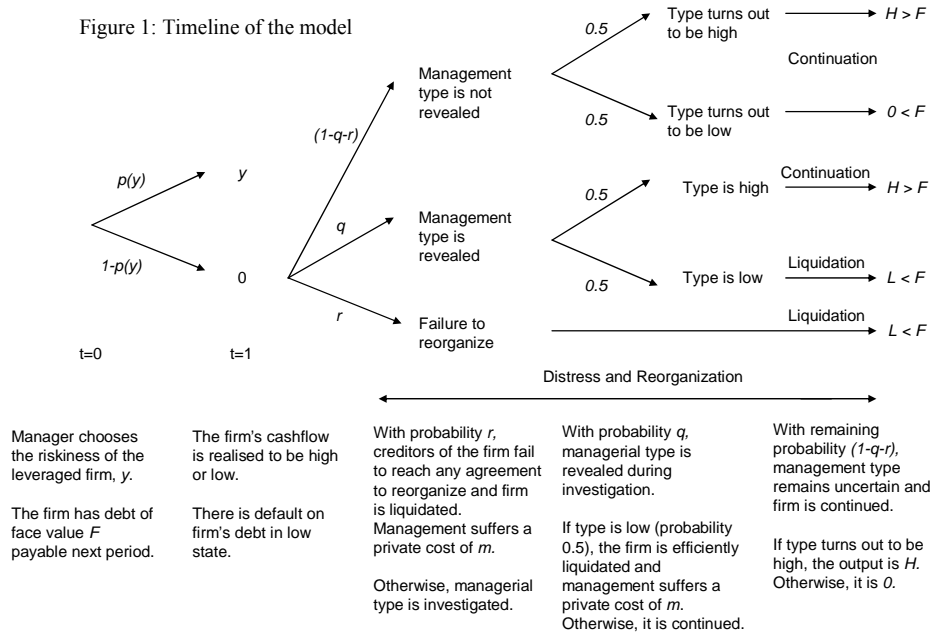 Figure 1: Timeline of the model
0.5
Type turns out
to be high
H > F
Continuation
Management
type is not
revealed
0.5
Type turns out
to be low
0 < F
(1-q-r)
p(y)
y
1-p(y)
0
q
Management
type is
revealed
0.5
Type is high
Continuation
H > F
0.5
Type is low
Liquidation
L < F
r
Failure to
reorganize
Liquidation
L < F
t=0
t=1
Distress and Reorganization
Manager chooses
the riskiness of the
leveraged firm, y.
The firm has debt of
face value F
payable next period.
The firm's cashflow
is realised to be high
or low.
There is default on
firm's debt in low
state.
With probability r,
creditors of the firm fail
to reach any agreement
to reorganize and firm
is liquidated.
Management suffers a
private cost of m.
Otherwise, managerial
type is investigated.
With probability q,
managerial type is
revealed during
investigation.
If type is low (probability
0.5), the firm is efficiently
liquidated and
management suffers a
private cost of m.
Otherwise, it is continued.
With remaining
probability (1-q-r),
management type
remains uncertain and
firm is continued.
If type turns out to be
high, the output is H.
Otherwise, it is 0.